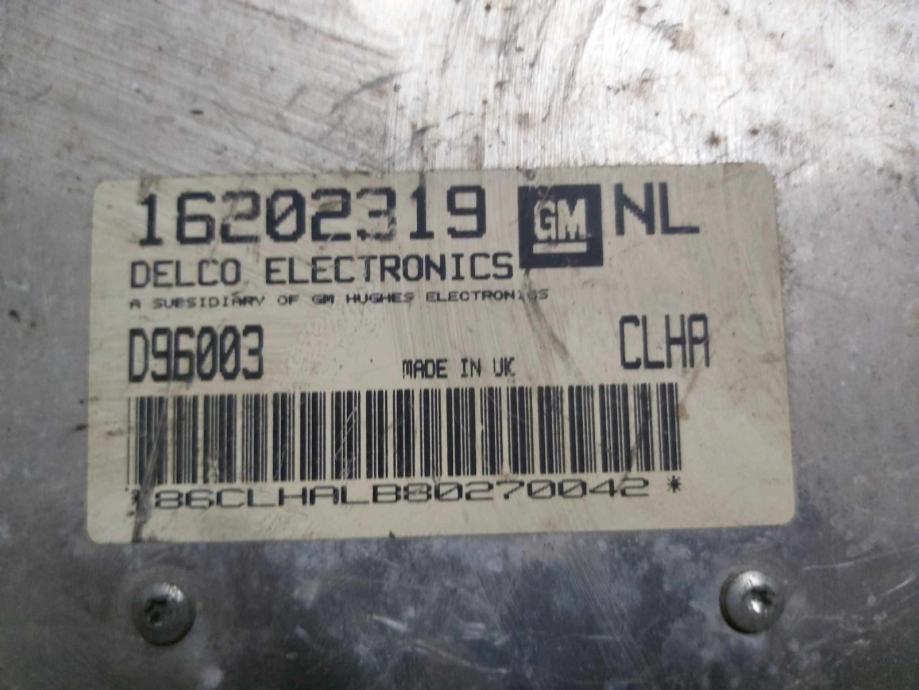 16202319 GM NL
DELCO ELECTRONICS
A SUBSIDIARY OF GM HUGHES ELECTRONICS
D96003 MADE IN UK CLHA
*86CLHALB80270042*